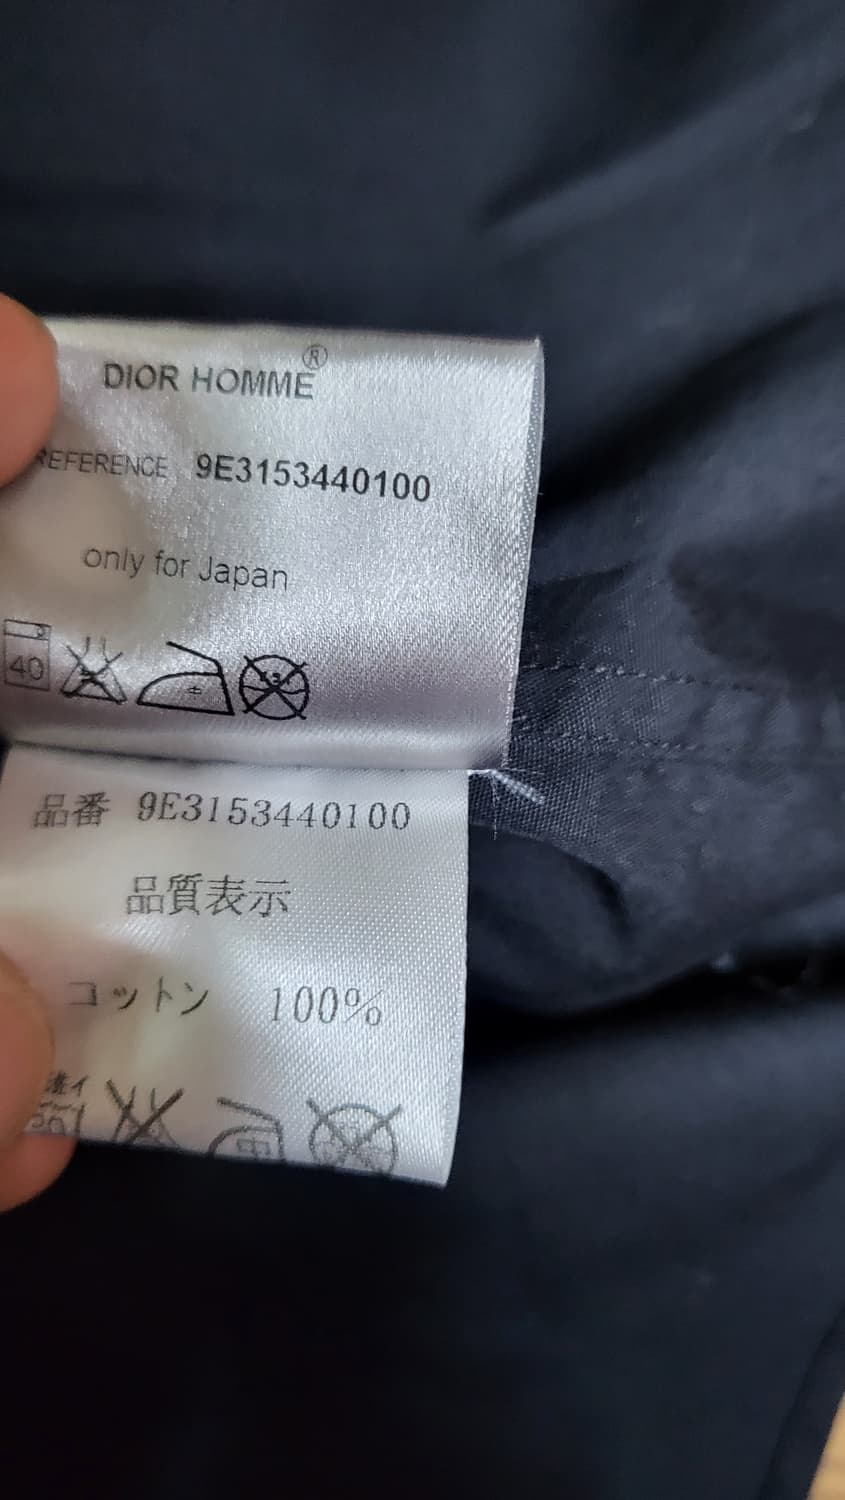 DIOR HOMME®
REFERENCE 9E3153440100
only for Japan
40
品番 9E3153440100
品質表示
コットン 100%